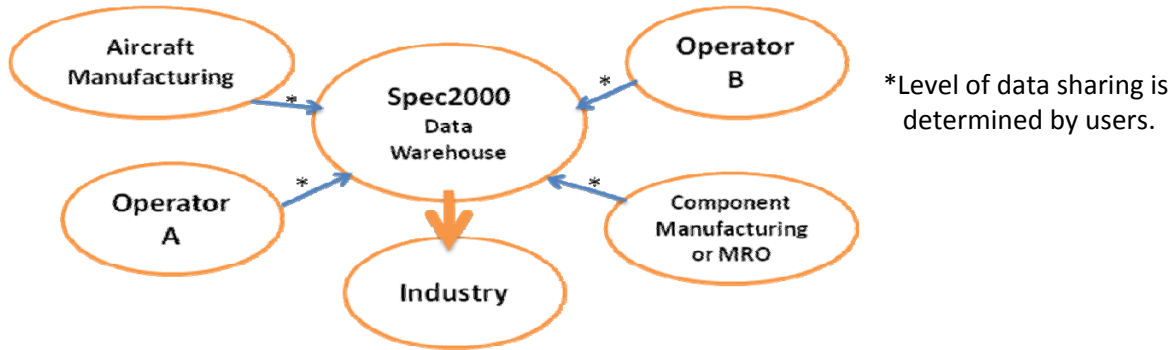 Aircraft
Manufacturing
*
Spec2000
Data
Warehouse
Operator
B
*
*Level of data sharing is
determined by users.
Operator
A
*
Component
Manufacturing
or MRO
*
Industry